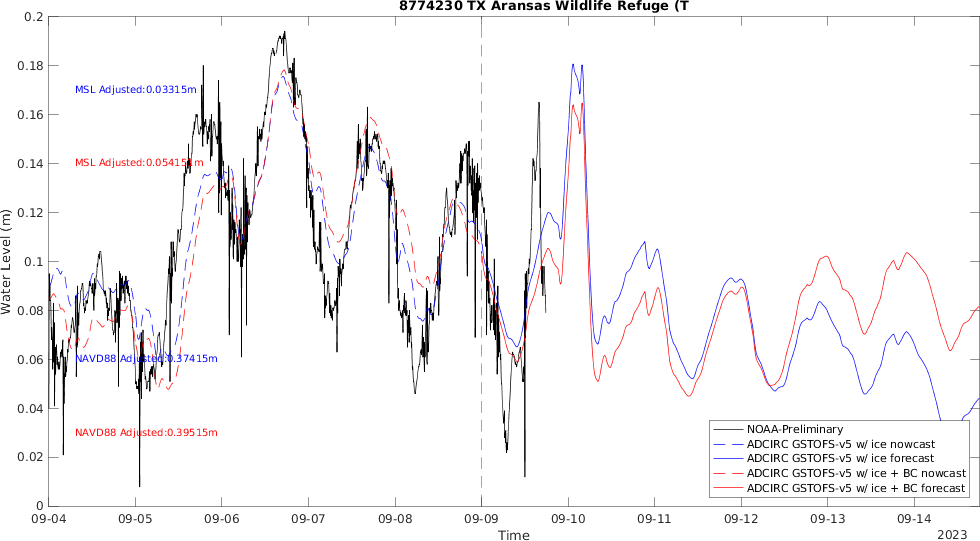 8774230 TX Aransas Wildlife Refuge (T
0.2
0.18
0.16
0.14
0.12
0.1
0.08
0.06
0.04
0.02
0
Water Level (m)
MSL Adjusted:0.03315m
MSL Adjusted:0.05415m
NAVD88 Adjusted:0.37415m
NAVD88 Adjusted:0.39515m
NOAA-Preliminary
ADCIRC GSTOFS-v5 w/ ice nowcast
ADCIRC GSTOFS-v5 w/ ice forecast
ADCIRC GSTOFS-v5 w/ ice + BC nowcast
ADCIRC GSTOFS-v5 w/ ice + BC forecast
09-04 09-05 09-06 09-07 09-08 09-09 09-10 09-11 09-12 09-13 09-14
Time
2023